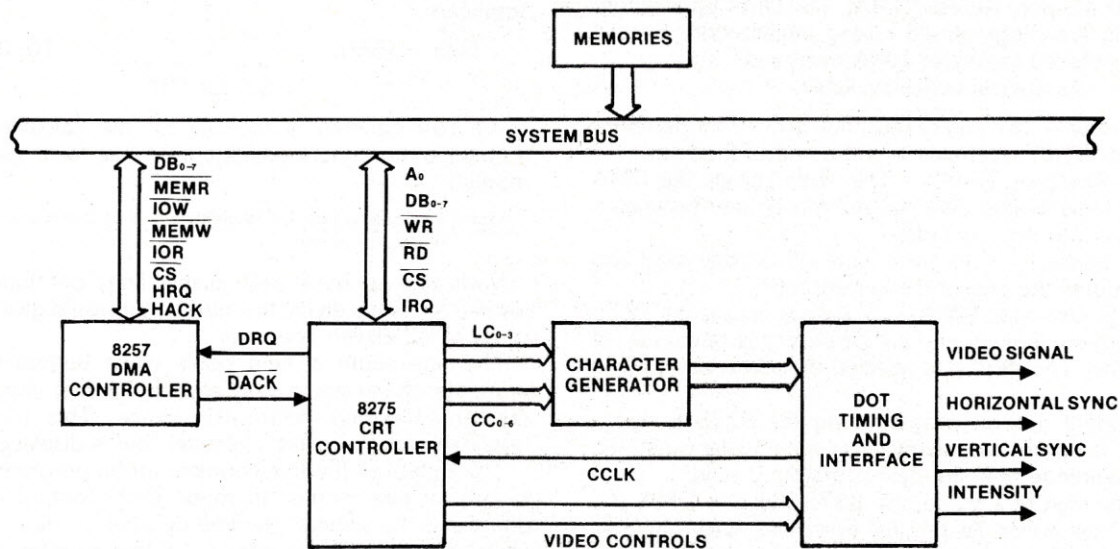 MEMORIES
SYSTEM BUS
DB₀₋₇
MEMR
IOW
MEMW
IOR
CS
HRQ
HACK
A₀
DB₀₋₇
WR
RD
CS
IRQ
8257
DMA
CONTROLLER
DRQ
DACK
8275
CRT
CONTROLLER
LC₀₋₃
CC₀₋₆
CHARACTER
GENERATOR
CCLK
VIDEO CONTROLS
DOT
TIMING
AND
INTERFACE
VIDEO SIGNAL
HORIZONTAL SYNC
VERTICAL SYNC
INTENSITY